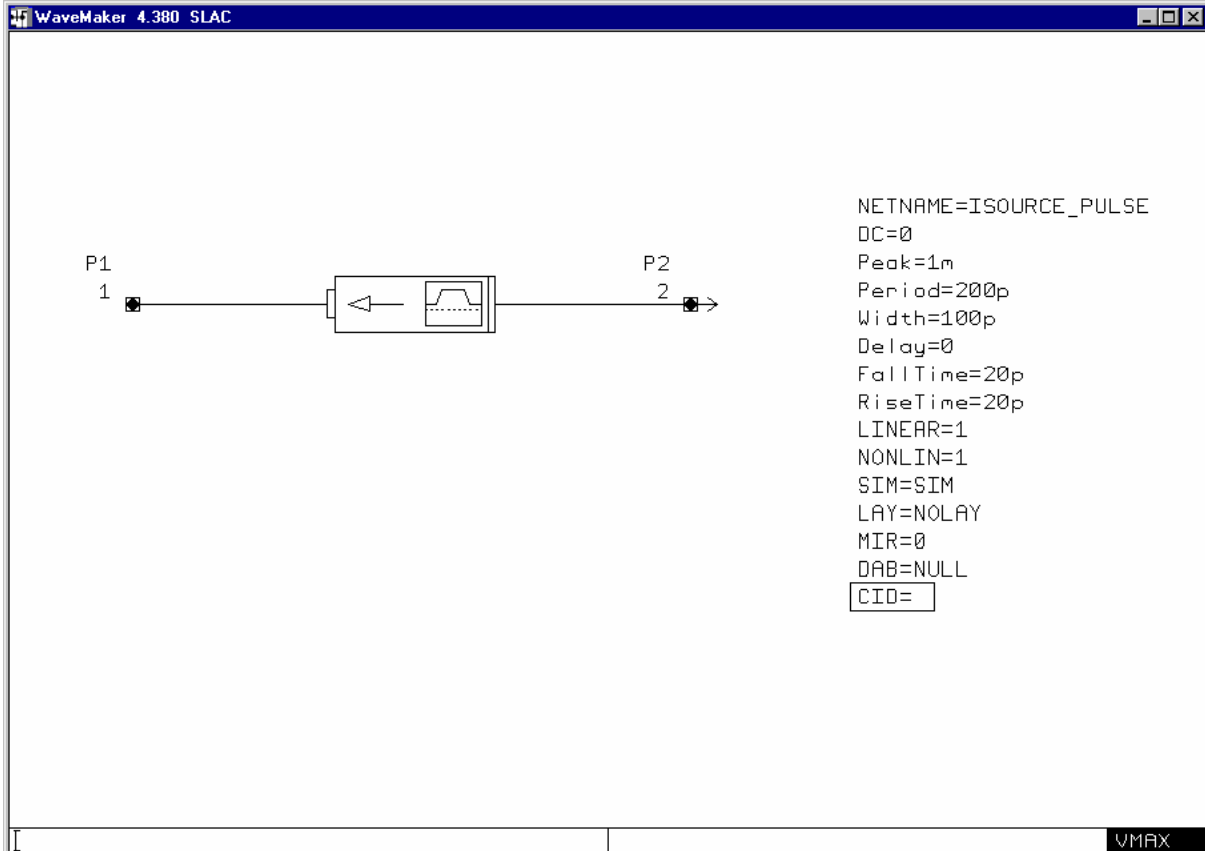 WaveMaker 4.380 SLAC
P1
1
P2
2
NETNAME=ISOURCE_PULSE
DC=0
Peak=1m
Period=200p
Width=100p
Delay=0
FallTime=20p
RiseTime=20p
LINEAR=1
NONLIN=1
SIM=SIM
LAY=NOLAY
MIR=0
DAB=NULL
CID=
VMAX